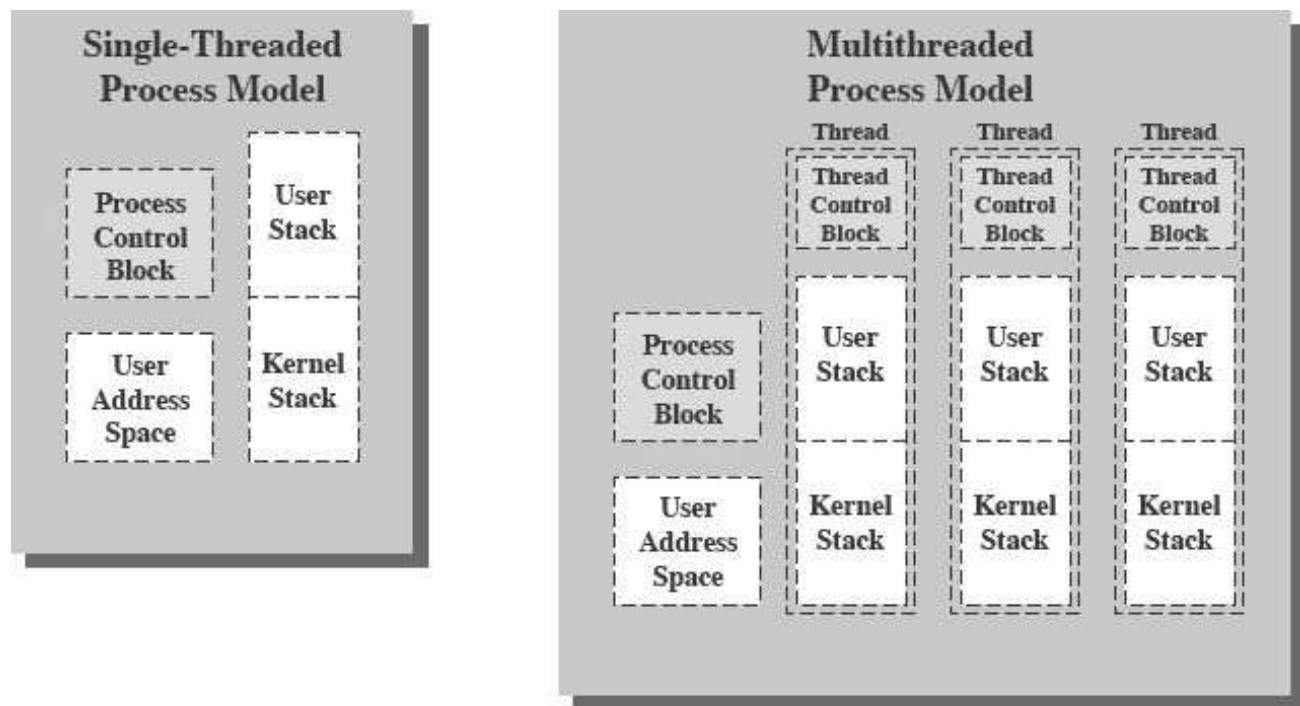 Single-Threaded
Process Model
Process
Control
Block
User
Stack
User
Address
Space
Kernel
Stack
Multithreaded
Process Model
Process
Control
Block
User
Address
Space
Thread
Thread
Control
Block
User
Stack
Kernel
Stack
Thread
Thread
Control
Block
User
Stack
Kernel
Stack
Thread
Thread
Control
Block
User
Stack
Kernel
Stack